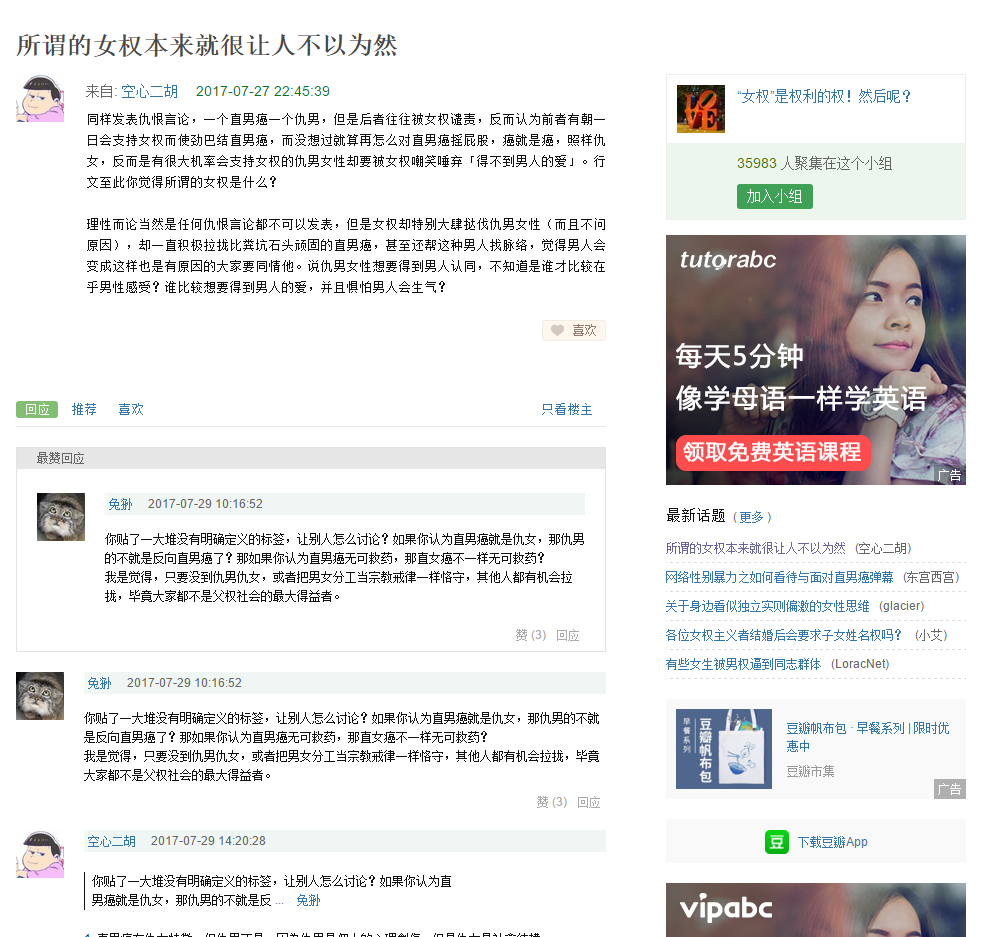 所谓的女权本来就很让人不以为然
来自: 空心二胡 2017-07-27 22:45:39
同样发表仇恨言论，一个直男癌一个仇男，但是后者往往被女权谴责，反而认为前者有朝一
日会支持女权而使劲巴结直男癌，而没想过就算再怎么对直男癌摇屁股，癌就是癌，照样仇
女，反而是有很大机率会支持女权的仇男女性却要被女权嘲笑唾弃「得不到男人的爱」。行
文至此你觉得所谓的女权是什么？
理性而论当然是任何仇恨言论都不可以发表，但是女权却特别大肆挞伐仇男女性（而且不问
原因），却一直积极拉拢比粪坑石头顽固的直男癌，甚至还帮这种男人找脉络，觉得男人会
变成这样也是有原因的大家要同情他。说仇男女性想要得到男人认同，不知道是谁才比较在
乎男性感受？谁比较想要得到男人的爱，并且惧怕男人会生气？
喜欢
回应 推荐 喜欢 只看楼主
最赞回应
兔狲 2017-07-29 10:16:52
你贴了一大堆没有明确定义的标签，让别人怎么讨论？如果你认为直男癌就是仇女，那仇男
的不就是反向直男癌了？那如果你认为直男癌无可救药，那直女癌不一样无可救药？
我是觉得，只要没到仇男仇女，或者把男女分工当宗教戒律一样恪守，其他人都有机会拉
拢，毕竟大家都不是父权社会的最大得益者。
赞 (3) 回应
兔狲 2017-07-29 10:16:52
你贴了一大堆没有明确定义的标签，让别人怎么讨论？如果你认为直男癌就是仇女，那仇男的不就
是反向直男癌了？那如果你认为直男癌无可救药，那直女癌不一样无可救药？
我是觉得，只要没到仇男仇女，或者把男女分工当宗教戒律一样恪守，其他人都有机会拉拢，毕竟
大家都不是父权社会的最大得益者。
赞 (3) 回应
空心二胡 2017-07-29 14:20:28
你贴了一大堆没有明确定义的标签，让别人怎么讨论？如果你认为直
男癌就是仇女，那仇男的不就是反 ... 兔狲
LOVE
“女权”是权利的权！然后呢？
35983 人聚集在这个小组
加入小组
tutorabc
每天5分钟
像学母语一样学英语
领取免费英语课程
广告
最新话题 （更多）
所谓的女权本来就很让人不以为然 (空心二胡)
网络性别暴力之如何看待与面对直男癌弹幕 (东宫西宫)
关于身边看似独立实则偏激的女性思维 (glacier)
各位女权主义者结婚后会要求子女姓名权吗？ (小艾)
有些女生被男权逼到同志群体 (LoracNet)
早餐系列
豆瓣帆布包
豆瓣帆布包 · 早餐系列 | 限时优
惠中
豆瓣市集
广告
豆 下载豆瓣App
vipabc